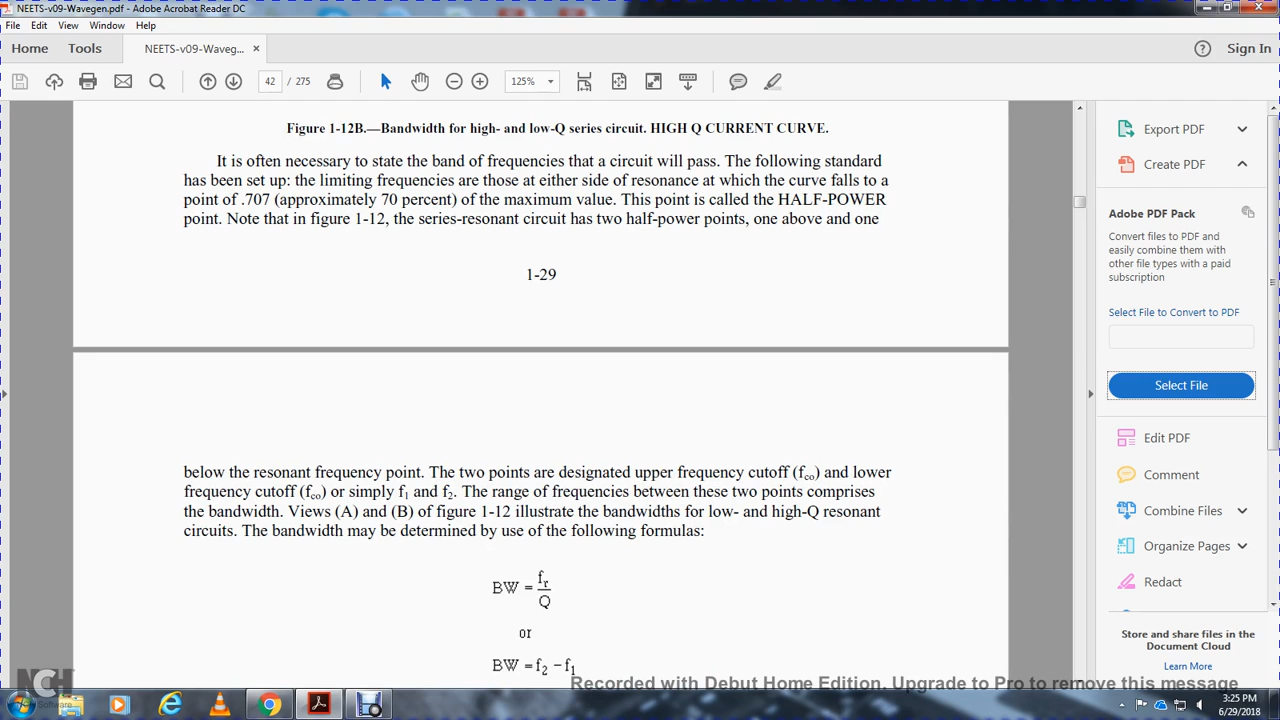 NEETS-v09-Wavegen.pdf - Adobe Acrobat Reader DC
File Edit View Window Help
Home Tools NEETS-v09-Waveg... × Sign In
42 / 275 125%
Figure 1-12B.—Bandwidth for high- and low-Q series circuit. HIGH Q CURRENT CURVE.
It is often necessary to state the band of frequencies that a circuit will pass. The following standard
has been set up: the limiting frequencies are those at either side of resonance at which the curve falls to a
point of .707 (approximately 70 percent) of the maximum value. This point is called the HALF-POWER
point. Note that in figure 1-12, the series-resonant circuit has two half-power points, one above and one
1-29
below the resonant frequency point. The two points are designated upper frequency cutoff (fco) and lower
frequency cutoff (fco) or simply f1 and f2. The range of frequencies between these two points comprises
the bandwidth. Views (A) and (B) of figure 1-12 illustrate the bandwidths for low- and high-Q resonant
circuits. The bandwidth may be determined by use of the following formulas:
BW = fr / Q
or
BW = f2 – f1
Export PDF
Create PDF
Adobe PDF Pack
Convert files to PDF and
easily combine them with
other file types with a paid
subscription
Select File to Convert to PDF
Select File
Edit PDF
Comment
Combine Files
Organize Pages
Redact
Store and share files in the
Document Cloud
Learn More
NCH
Software
Recorded with Debut Home Edition. Upgrade to Pro to remove this message
3:25 PM
6/29/2018